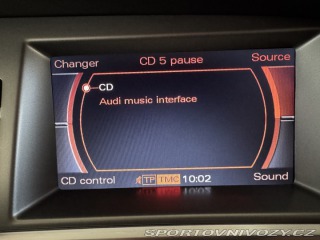 Changer CD 5 pause Source
CD
Audi music interface
CD control TP TMC 10:02 Sound
SPORTOVNIVOZY.CZ